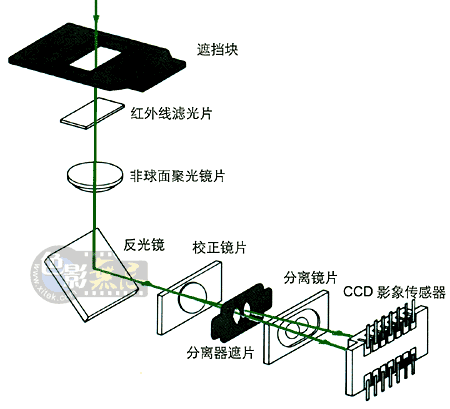 遮挡块
红外线滤光片
非球面聚光镜片
反光镜
校正镜片
分离镜片
CCD 影象传感器
分离器遮片